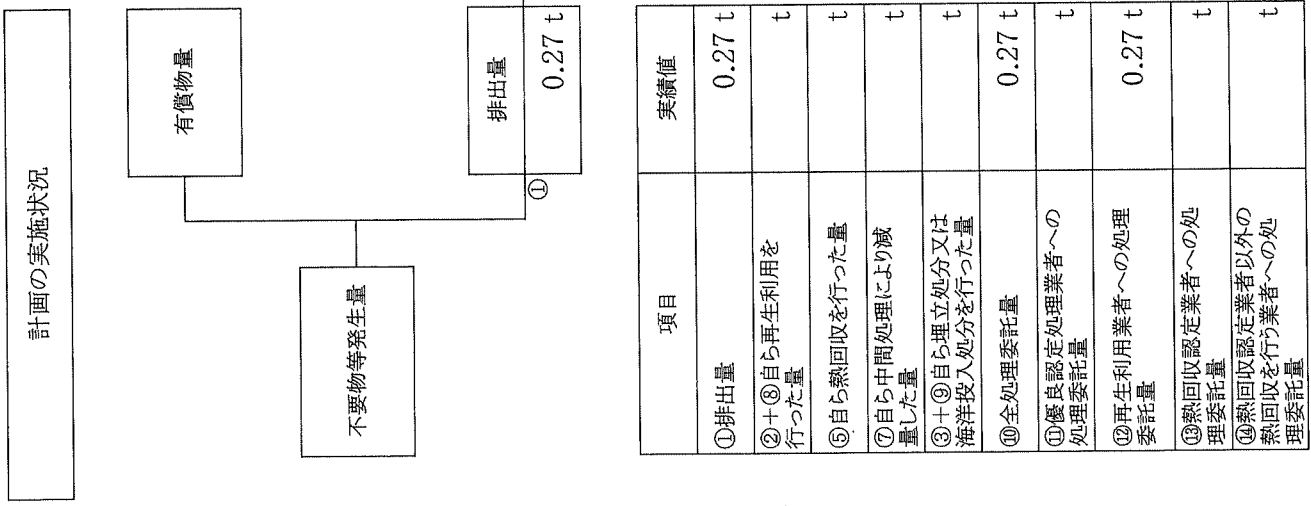 計画の実施状況
有償物量
不要物等発生量
排出量
① 0.27 t
項目 実績値
①排出量 0.27 t
②+⑧自ら再生利用を
行った量 t
⑤自ら熱回収を行った量 t
⑦自ら中間処理により減
量した量 t
③+⑨自ら埋立処分又は
海洋投入処分を行った量 t
⑩全処理委託量 0.27 t
⑪優良認定処理業者への
処理委託量 t
⑫再生利用業者への処理
委託量 0.27 t
⑬熱回収認定業者への処
理委託量 t
⑭熱回収認定業者以外の
熱回収を行う業者への処
理委託量 t